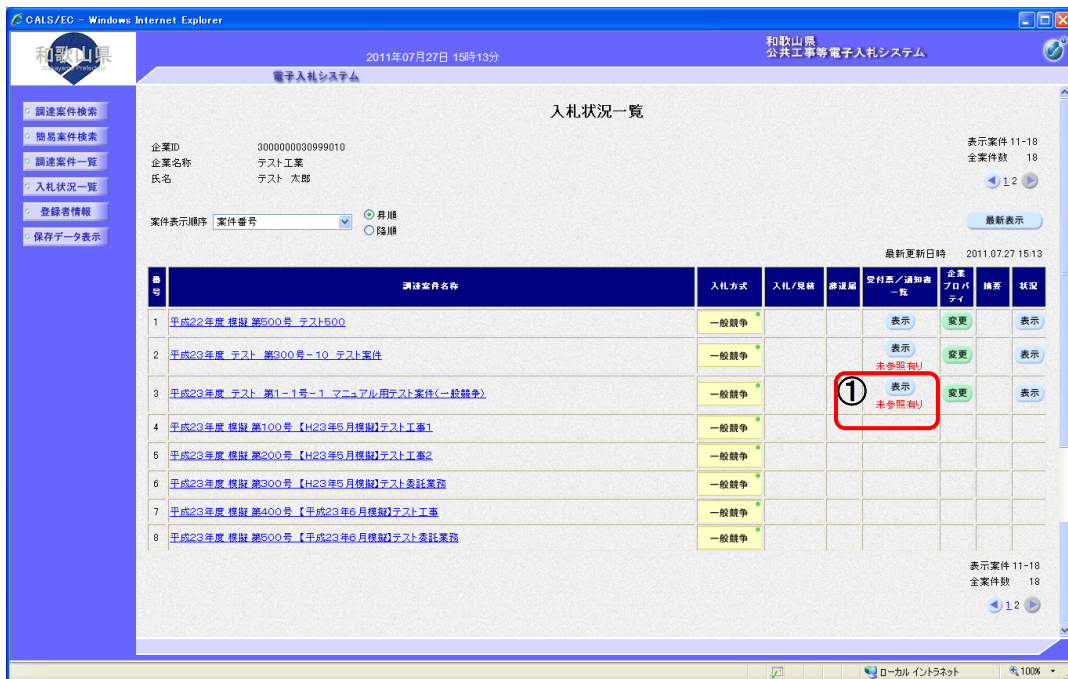 CALS/EC - Windows Internet Explorer
和歌山県
Wakayama Prefecture
2011年07月27日 15時13分
和歌山県
公共工事等電子入札システム
電子入札システム
調達案件検索
簡易案件検索
調達案件一覧
入札状況一覧
登録者情報
保存データ表示
入札状況一覧
企業ID 3000000030999010
企業名称 テスト工業
氏名 テスト 太郎
表示案件 11-18
全案件数 18
1 2
案件表示順序 案件番号
昇順
降順
最新表示
最新更新日時 2011.07.27 15:13
番号 調達案件名称 入札方式 入札/見積 辞退届 受付票/通知書一覧 企業プロパティ 摘要 状況
1 平成22年度 模擬 第500号 テスト500 一般競争 表示 変更 表示
2 平成23年度 テスト 第300号-10 テスト案件 一般競争 表示 未参照有り 変更 表示
3 平成23年度 テスト 第1-1号-1 マニュアル用テスト案件(一般競争) 一般競争 ① 表示 未参照有り 変更 表示
4 平成23年度 模擬 第100号 【H23年5月模擬】テスト工事1 一般競争
5 平成23年度 模擬 第200号 【H23年5月模擬】テスト工事2 一般競争
6 平成23年度 模擬 第300号 【H23年5月模擬】テスト委託業務 一般競争
7 平成23年度 模擬 第400号 【平成23年6月模擬】テスト工事 一般競争
8 平成23年度 模擬 第500号 【平成23年6月模擬】テスト委託業務 一般競争
表示案件 11-18
全案件数 18
1 2
ローカル イントラネット 100%